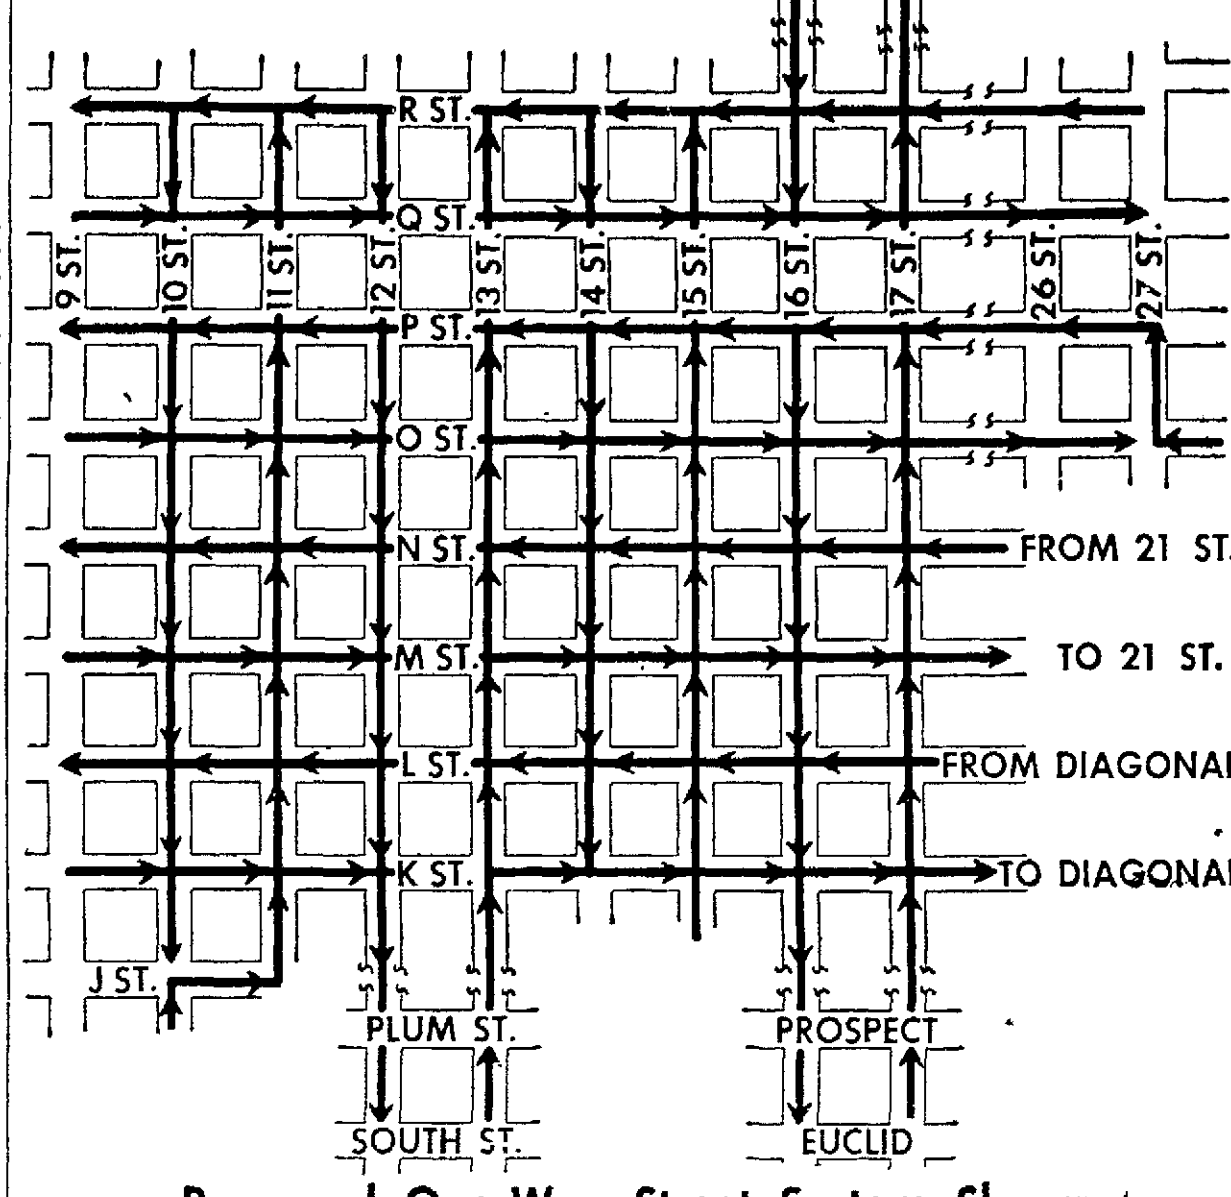 R ST.
Q ST.
9 ST.
10 ST.
11 ST.
12 ST.
13 ST.
14 ST.
15 ST.
16 ST.
17 ST.
26 ST.
27 ST.
P ST.
O ST.
N ST.
FROM 21 ST.
M ST.
TO 21 ST.
L ST.
FROM DIAGONAL
K ST.
TO DIAGONAL
J ST.
PLUM ST.
PROSPECT
SOUTH ST.
EUCLID